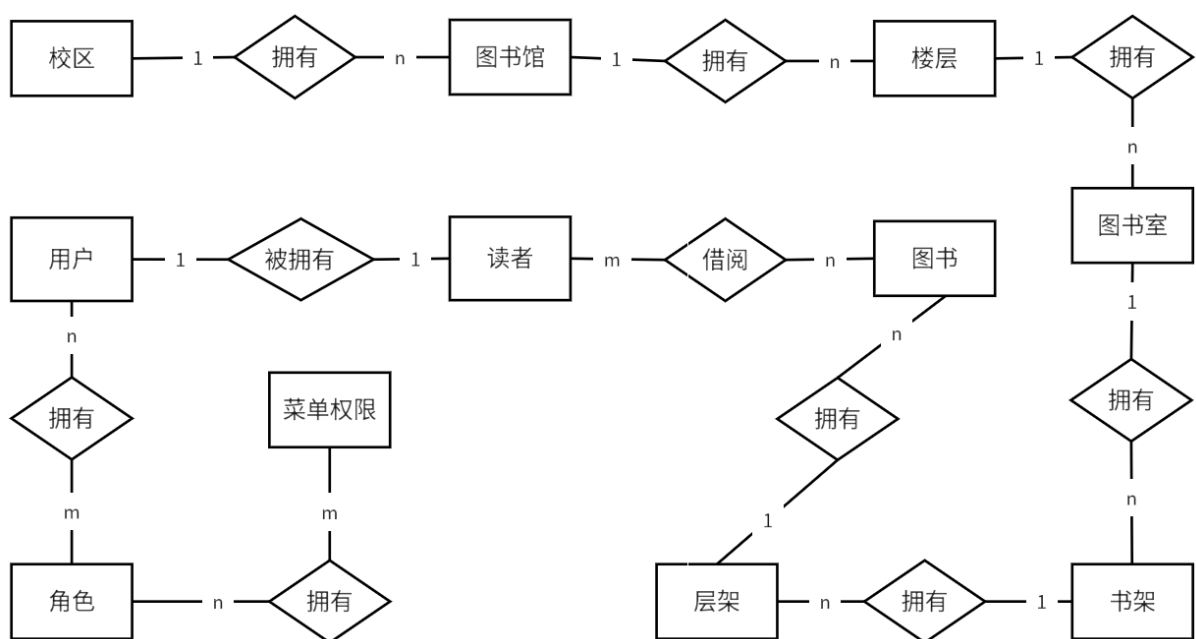 校区 1 拥有 n 图书馆 1 拥有 n 楼层 1 拥有
n
图书室
用户 1 被拥有 1 读者 m 借阅 n 图书
1
n
n
拥有
菜单权限
拥有
拥有
m
m
1
n
角色 n 拥有
层架 n 拥有 1 书架